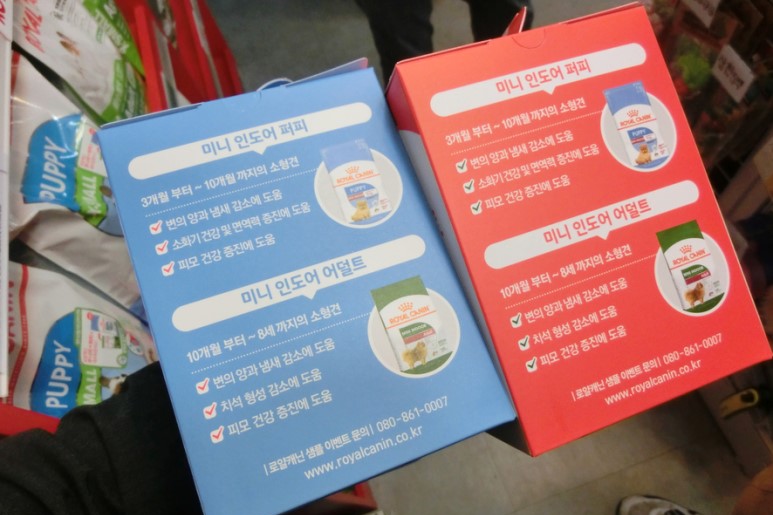 미니 인도어 퍼피
3개월 부터 ~ 10개월 까지의 소형견
변의 양과 냄새 감소에 도움
소화기 건강 및 면역력 증진에 도움
피모 건강 증진에 도움
ROYAL CANIN
PUPPY
미니 인도어 어덜트
10개월 부터 ~ 8세 까지의 소형견
변의 양과 냄새 감소에 도움
치석 형성 감소에 도움
피모 건강 증진에 도움
ROYAL CANIN
| 로얄캐닌 샘플 이벤트 문의 | 080-861-0007
www.royalcanin.co.kr
미니 인도어 퍼피
3개월 부터 ~ 10개월 까지의 소형견
변의 양과 냄새 감소에 도움
소화기 건강 및 면역력 증진에 도움
피모 건강 증진에 도움
ROYAL CANIN
PUPPY
미니 인도어 어덜트
10개월 부터 ~ 8세 까지의 소형견
변의 양과 냄새 감소에 도움
치석 형성 감소에 도움
피모 건강 증진에 도움
ROYAL CANIN
| 로얄캐닌 샘플 이벤트 문의 | 080-861-0007
www.royalcanin.co.kr
PUPPY
PUPPY